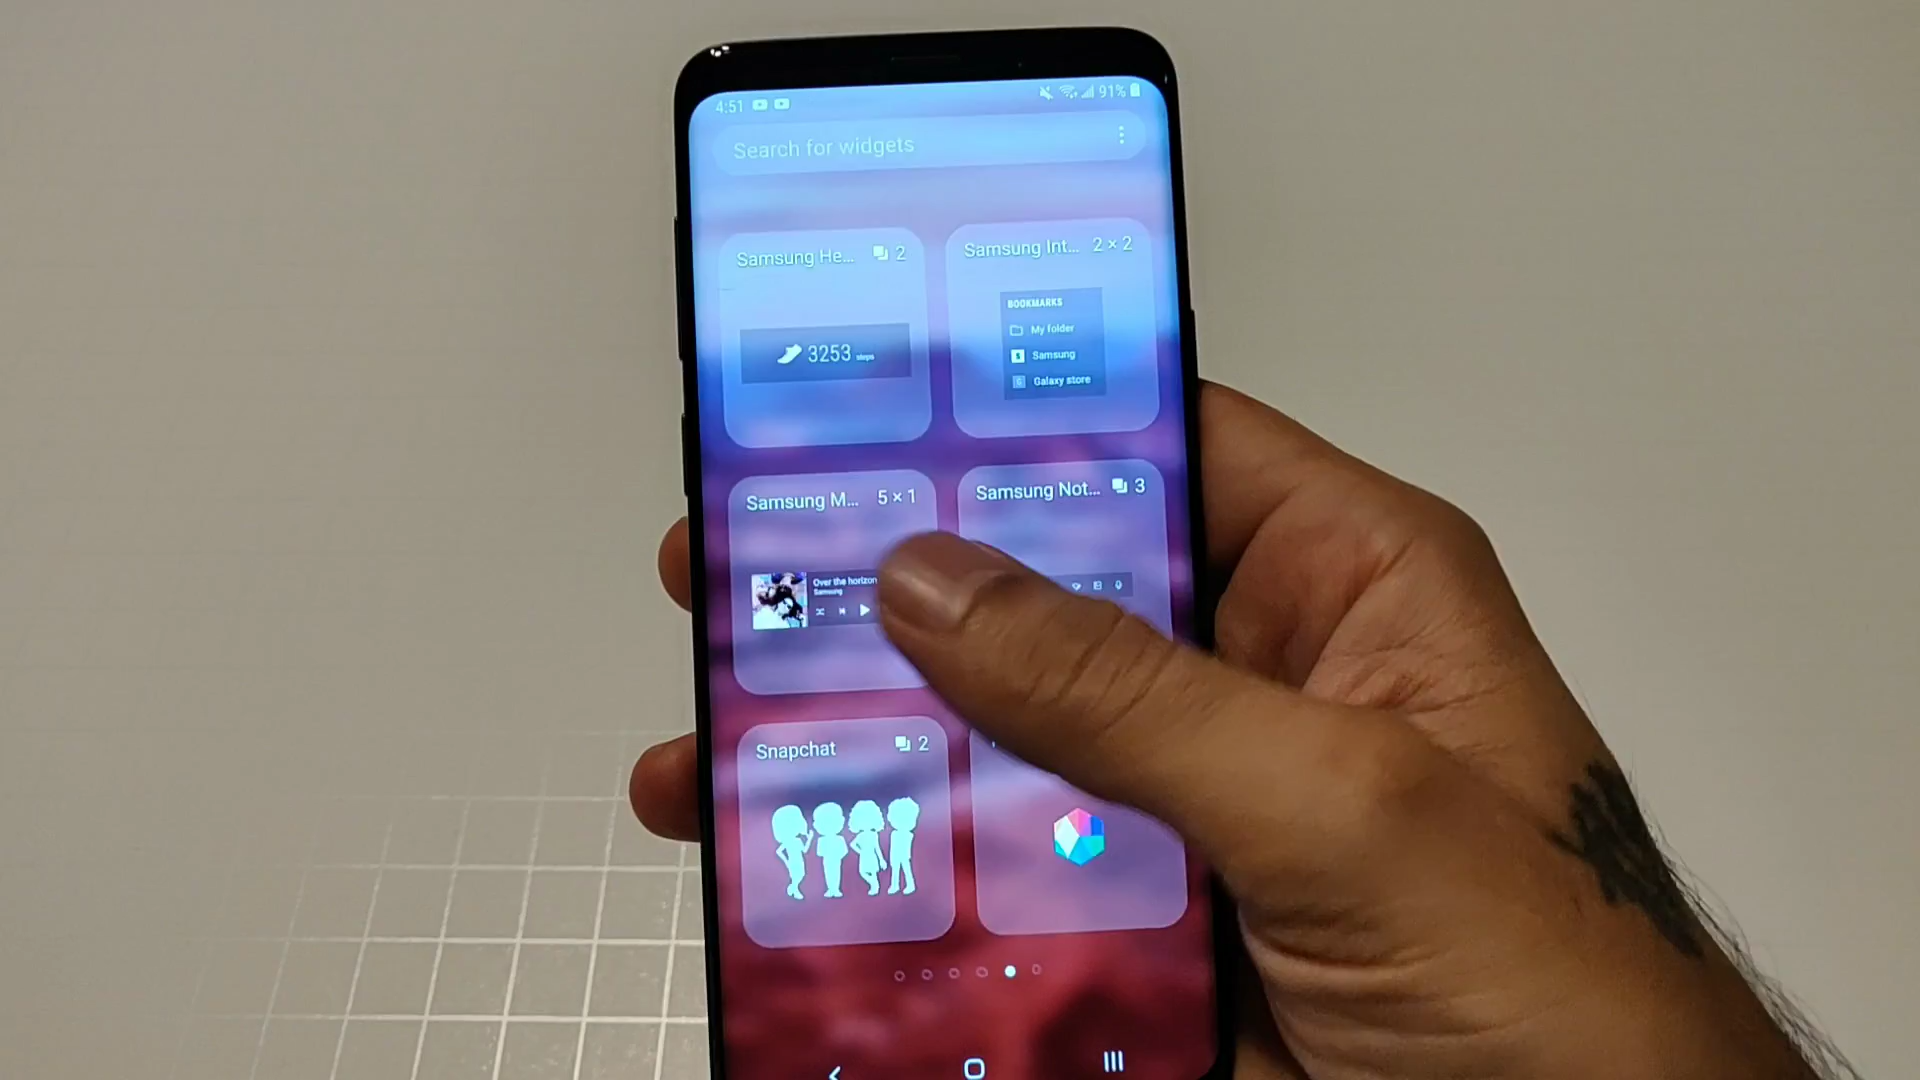 4:51 91%
Search for widgets
Samsung He... 2
3253 steps
Samsung Int... 2 × 2
BOOKMARKS
My folder
Samsung
Galaxy store
Samsung M... 5 × 1
Over the horizon
Samsung
Samsung Not... 3
Snapchat 2